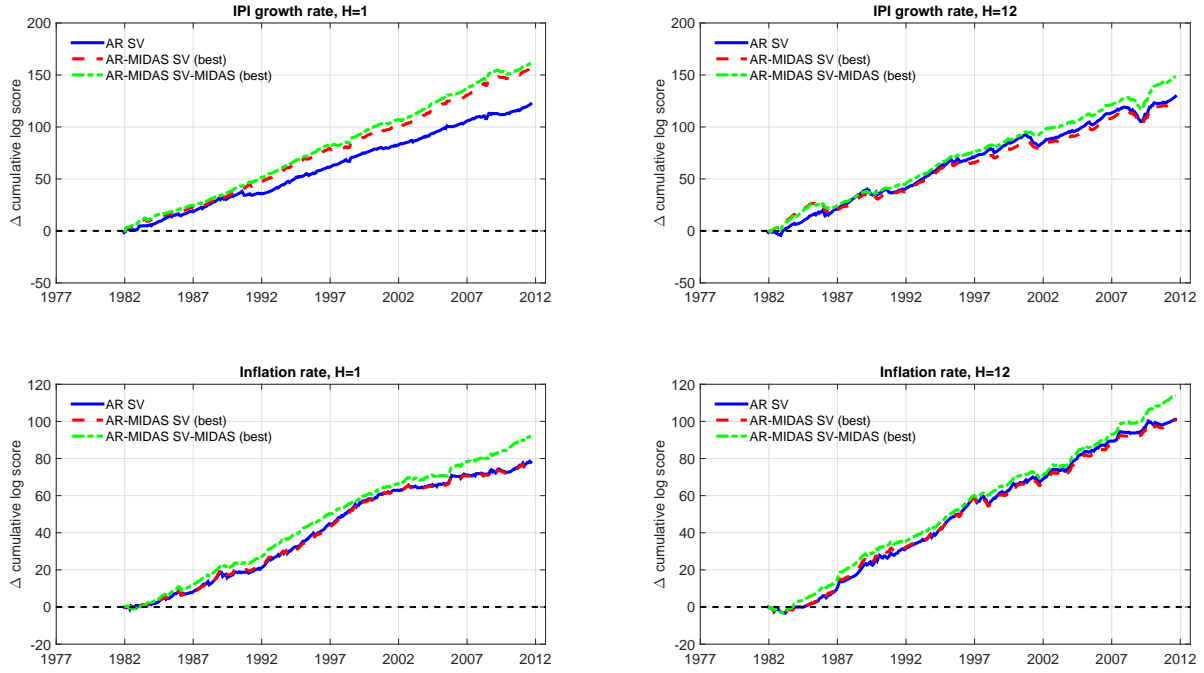 IPI growth rate, H=1
200
150
100
50
0
-50
Δ cumulative log score
AR SV
AR-MIDAS SV (best)
AR-MIDAS SV-MIDAS (best)
1977 1982 1987 1992 1997 2002 2007 2012
IPI growth rate, H=12
200
150
100
50
0
-50
Δ cumulative log score
AR SV
AR-MIDAS SV (best)
AR-MIDAS SV-MIDAS (best)
1977 1982 1987 1992 1997 2002 2007 2012
Inflation rate, H=1
120
100
80
60
40
20
0
-20
Δ cumulative log score
AR SV
AR-MIDAS SV (best)
AR-MIDAS SV-MIDAS (best)
1977 1982 1987 1992 1997 2002 2007 2012
Inflation rate, H=12
120
100
80
60
40
20
0
-20
Δ cumulative log score
AR SV
AR-MIDAS SV (best)
AR-MIDAS SV-MIDAS (best)
1977 1982 1987 1992 1997 2002 2007 2012